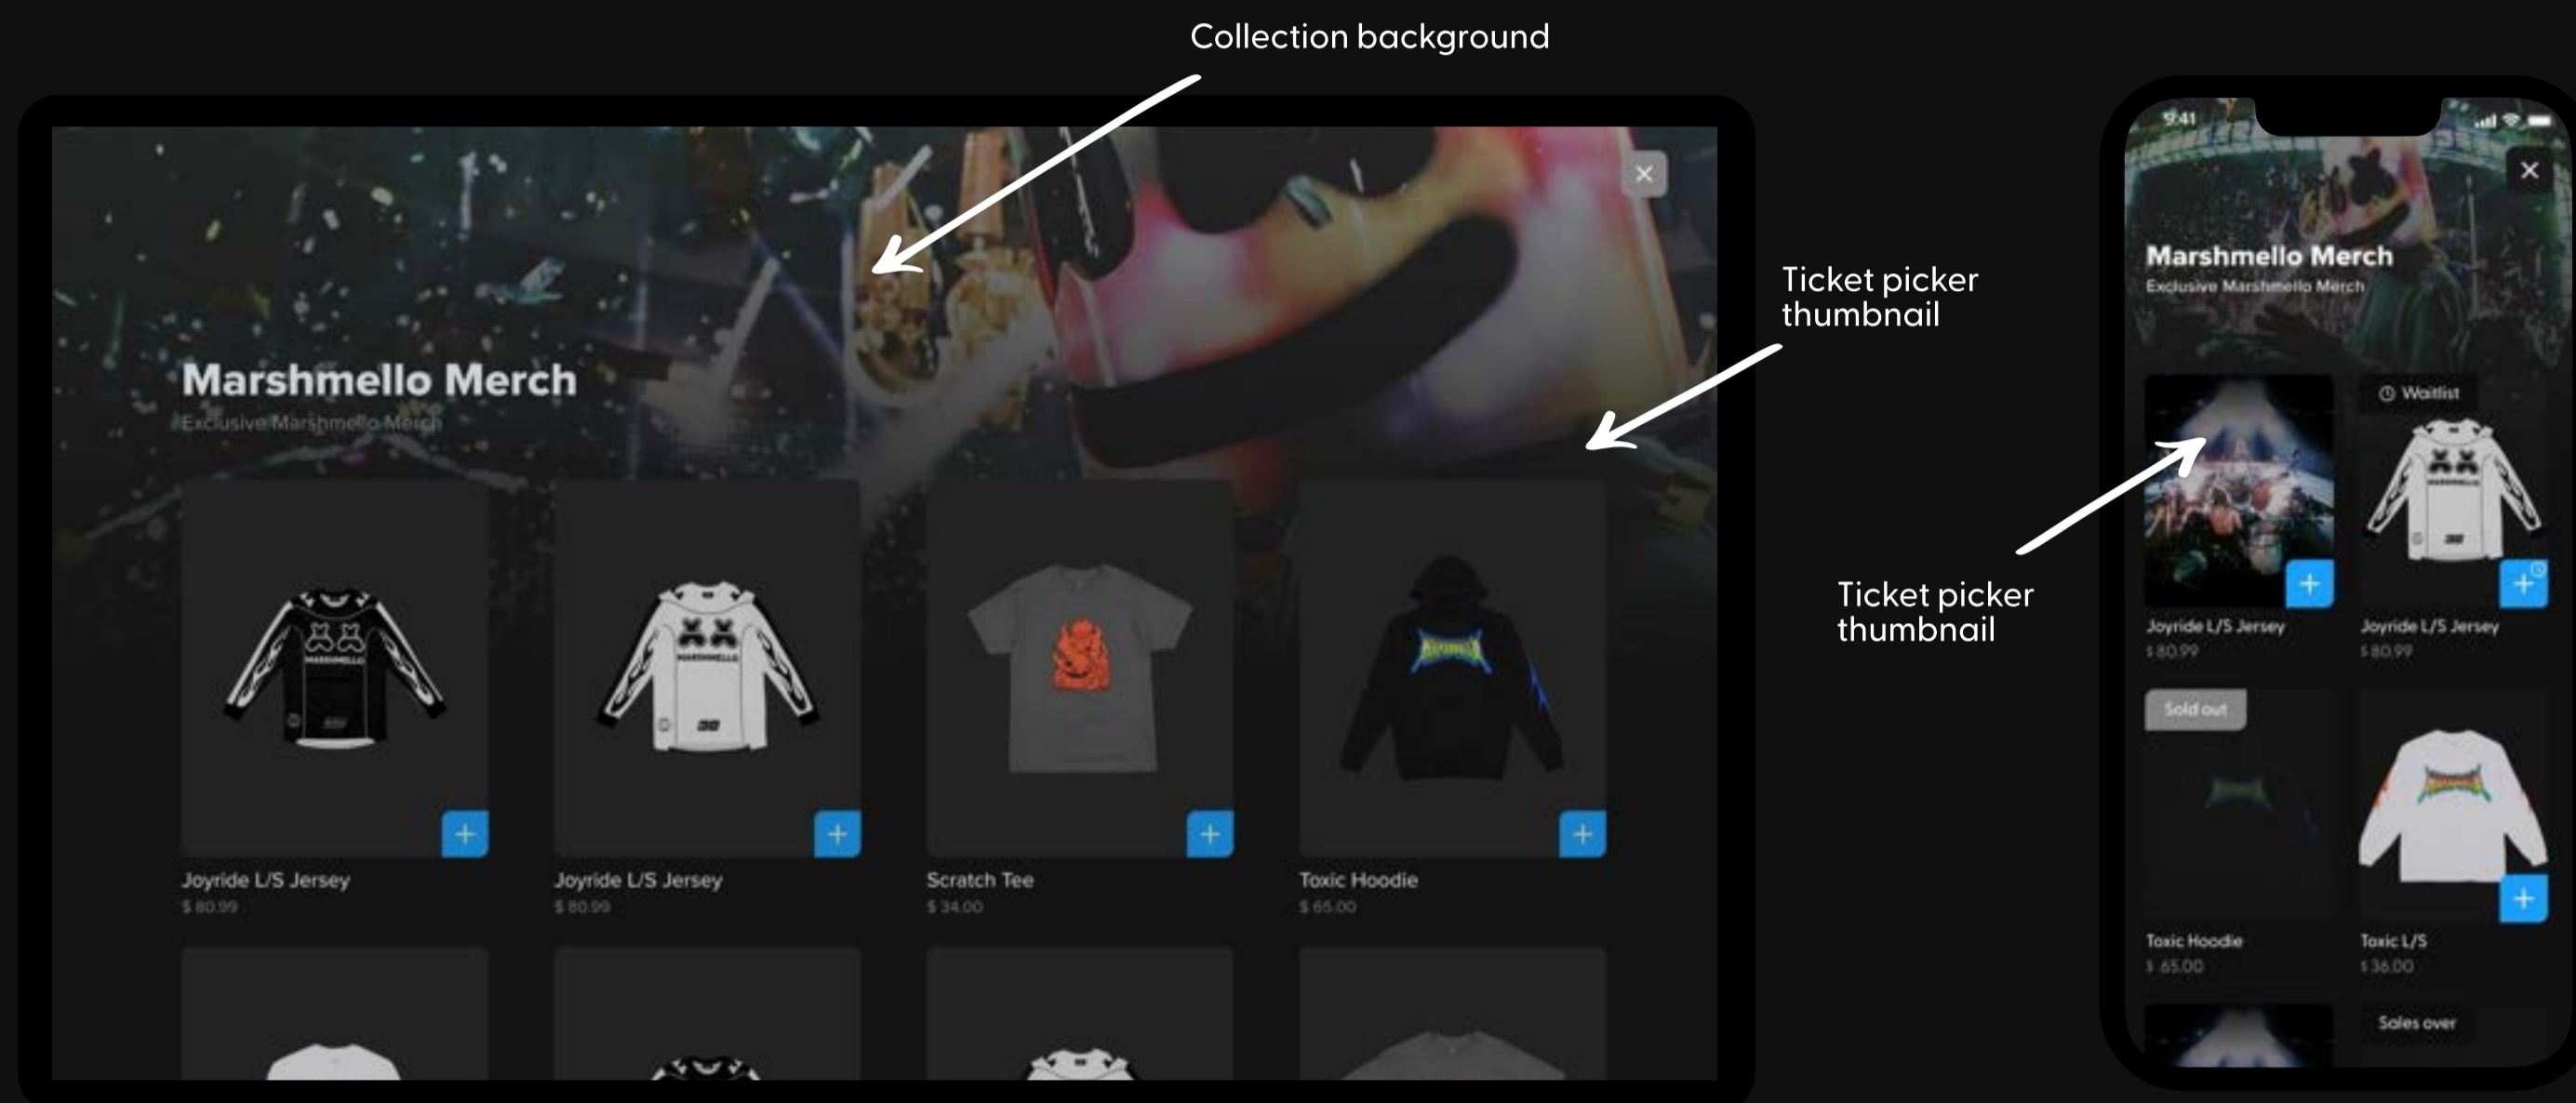 Collection background
Ticket picker
thumbnail
Ticket picker
thumbnail
Marshmello Merch
Exclusive Marshmello Merch
MARSHMELLO
MARSHMELLO
Joyride L/S Jersey
$ 80.99
Joyride L/S Jersey
$ 80.99
Scratch Tee
$ 34.00
Toxic Hoodie
$ 65.00
9:41
Marshmello Merch
Exclusive Marshmello Merch
Waitlist
Joyride L/S Jersey
$ 80.99
Joyride L/S Jersey
$ 80.99
Sold out
Toxic Hoodie
$ 65.00
Toxic L/S
$ 36.00
Sales over